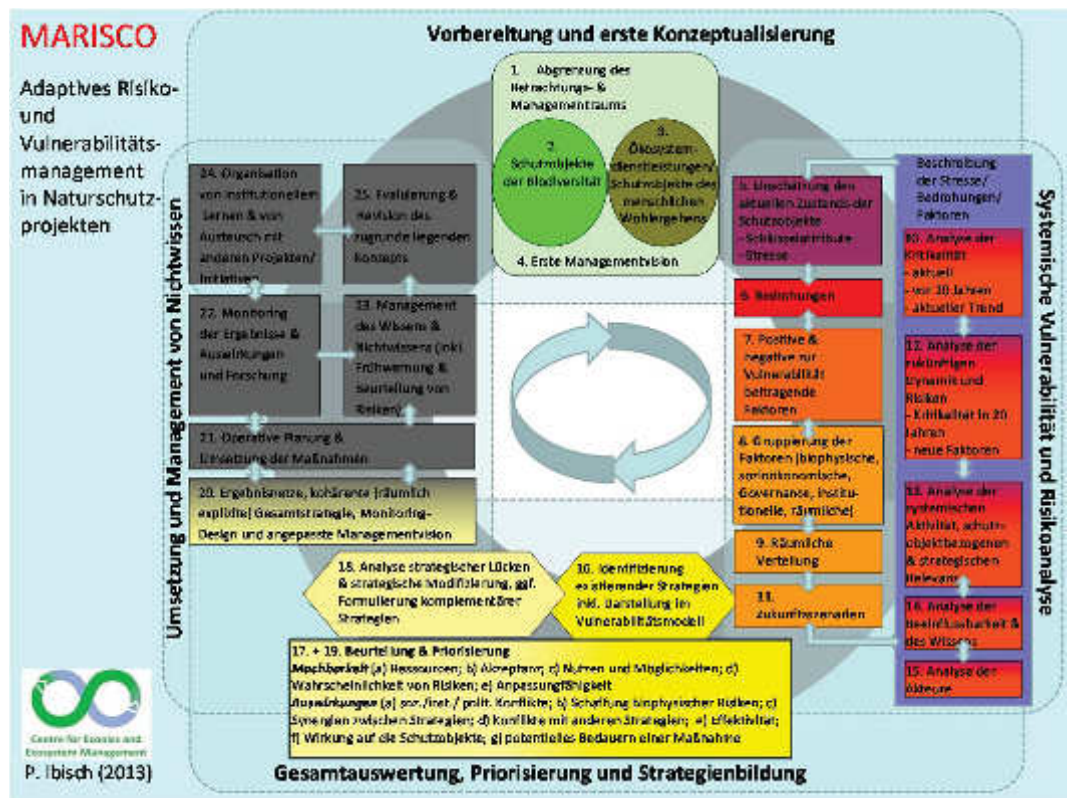 MARISCO
Adaptives Risiko-
und
Vulnerabilitäts-
management
in Naturschutz-
projekten
Vorbereitung und erste Konzeptualisierung
1. Abgrenzung des
Betrachtungs- &
Managementraums
2.
Schutzobjekte
der Biodiversität
3.
Ökosystem-
dienstleistungen/
Schutzobjekte des
menschlichen
Wohlergehens
4. Erste Managementvision
5. Einschätzung des
aktuellen Zustands der
Schutzobjekte
- Schlüsselattribute
- Stresse
6. Bedrohungen
7. Positive &
negative zur
Vulnerabilität
beitragende
Faktoren
8. Gruppierung der
Faktoren (biophysische,
sozioökonomische,
Governance, institu-
tionelle, räumliche)
9. Räumliche
Verteilung
11.
Zukunftsszenarien
Beschreibung
der Stresse/
Bedrohungen/
Faktoren
10. Analyse der
Kritikalität
- aktuell
- vor 20 Jahren
- aktueller Trend
12. Analyse der
zukünftigen
Dynamik und
Risiken
- Kritikalität in 20
Jahren
- neue Faktoren
13. Analyse der
systemischen
Aktivität, schutz-
objektbezogenen
& strategischen
Relevanz
14. Analyse der
Beeinflussbarkeit &
des Wissens
15. Analyse der
Akteure
Systemische Vulnerabilität und Risikoanalyse
16. Identifizierung
existierender Strategien
inkl. Darstellung im
Vulnerabilitätsmodell
18. Analyse strategischer Lücken
& strategische Modifizierung, ggf.
Formulierung komplementärer
Strategien
17. + 19. Beurteilung & Priorisierung
Machbarkeit (a) Ressourcen; b) Akzeptanz; c) Nutzen und Möglichkeiten; d)
Wahrscheinlichkeit von Risiken; e) Anpassungfähigkeit
Auswirkungen (a) soz./inst./ polit. Konflikte; b) Schaffung biophysischer Risiken; c)
Synergien zwischen Strategien; d) Konflikte mit anderen Strategien; e) Effektivität;
f) Wirkung auf die Schutzobjekte; g) potentielles Bedauern einer Maßnahme
Gesamtauswertung, Priorisierung und Strategienbildung
20. Ergebnisnetze, kohärente (räumlich
explizite) Gesamtstrategie, Monitoring-
Design und angepasste Managementvision
21. Operative Planung &
Umsetzung der Maßnahmen
22. Monitoring
der Ergebnisse &
Auswirkungen
und Forschung
23. Management
des Wissens &
Nichtwissens (inkl.
Frühwarnung &
Beurteilung von
Risiken)
24. Organisation
von institutionellem
Lernen & von
Austausch mit
anderen Projekten/
Initiativen
25. Evaluierung &
Revision des
zugrunde liegenden
Konzepts
Umsetzung und Management von Nichtwissen
Centre for Econics and
Ecosystem Management
P. Ibisch (2013)